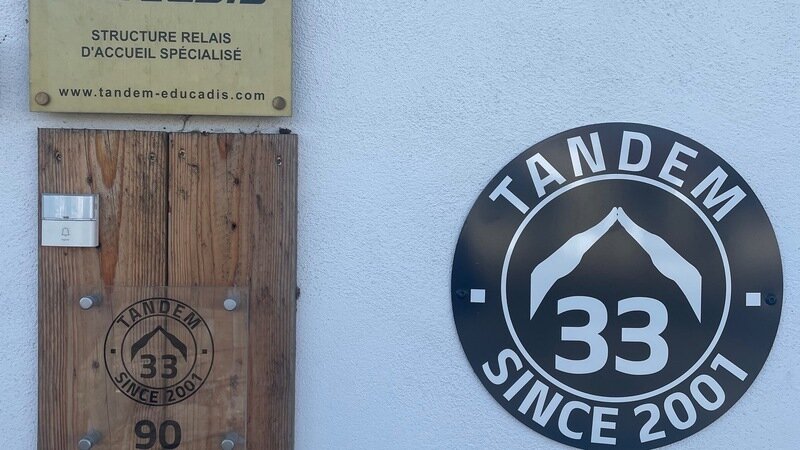 STRUCTURE RELAIS
D'ACCUEIL SPÉCIALISÉ
www.tandem-educadis.com
TANDEM
33
SINCE 2001
90
TANDEM
33
SINCE 2001